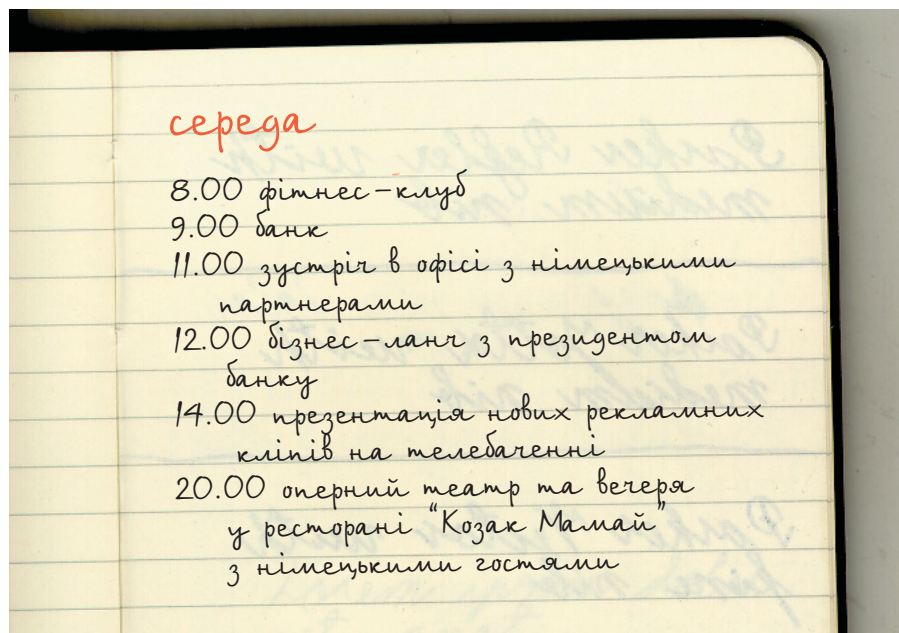 середа
8.00 фітнес-клуб
9.00 банк
11.00 зустріч в офісі з німецькими
партнерами
12.00 бізнес-ланч з президентом
банку
14.00 презентація нових рекламних
кліпів на телебаченні
20.00 оперний театр та вечеря
у ресторані "Козак Мамай"
з німецькими гостями